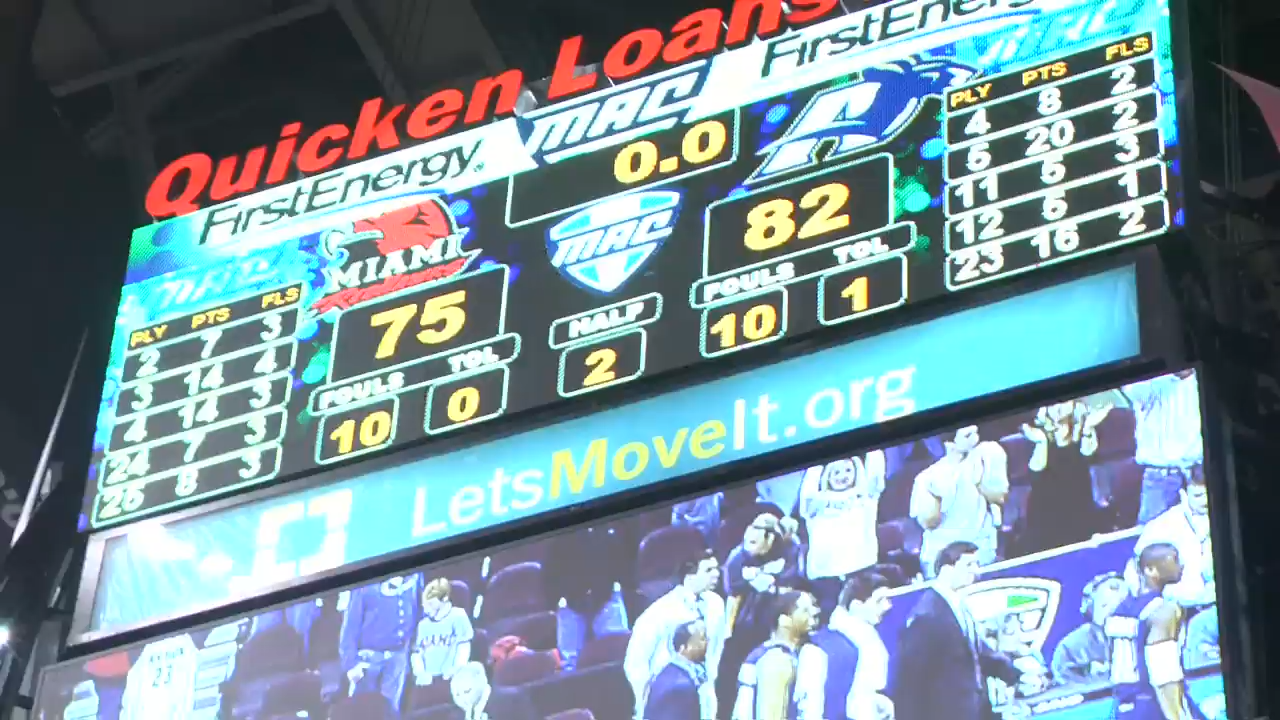 Quicken Loans
FirstEnergy
MAC
FirstEnergy
0.0
MIAMI
MAC
75
82
FOULS TOL
10 0
HALF
2
FOULS TOL
10 1
PLY PTS FLS
2 7 3
3 14 4
4 14 3
24 7 3
25 8 3
PLY PTS FLS
4 8 2
5 20 2
11 5 3
12 6 1
23 16 2
LetsMoveIt.org
23